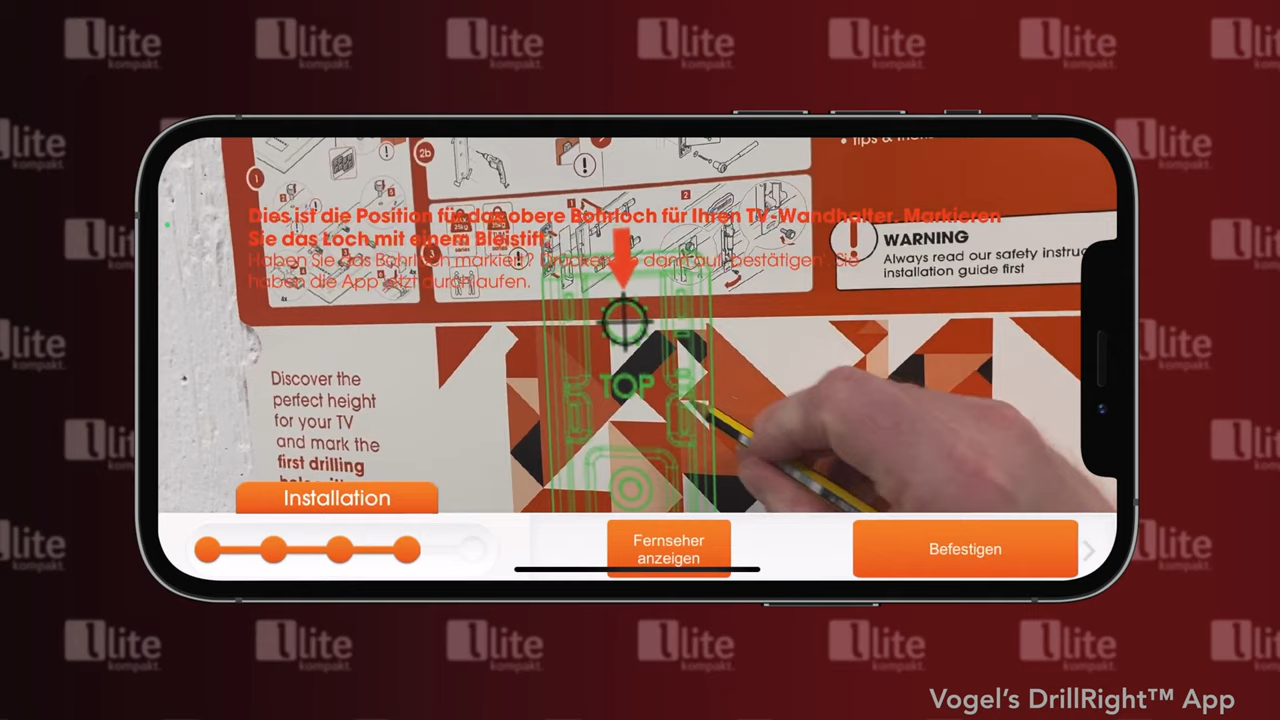 lite
kompakt.
tips &
2b
1
2
3
Dies ist die Position für das obere Bohrloch für Ihren TV-Wandhalter. Markieren
Sie das Loch mit einem Bleistift.
Haben Sie das Bohrloch markiert? Drücken Sie dann auf 'bestätigen'. Sie
haben die App jetzt durchlaufen.
WARNING
Always read our safety instruc
installation guide first
TOP
Discover the
perfect height
for your TV
and mark the
first drilling
Installation
Fernseher
anzeigen
Befestigen
Vogel's DrillRight™ App